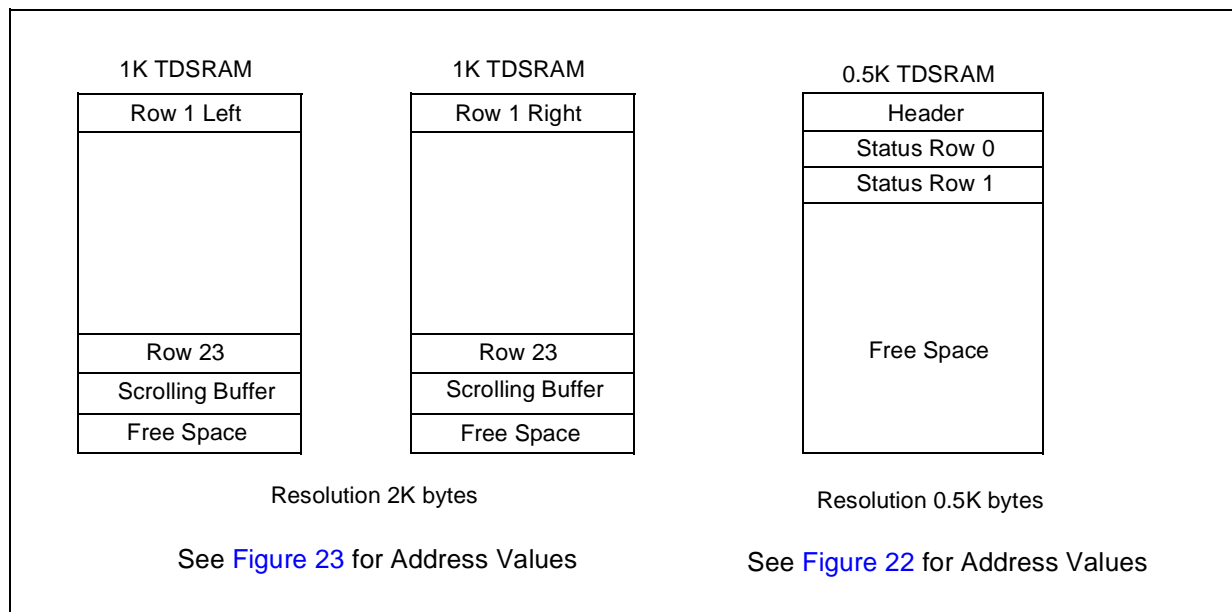 1K TDSRAM
Row 1 Left
Row 23
Scrolling Buffer
Free Space
1K TDSRAM
Row 1 Right
Row 23
Scrolling Buffer
Free Space
Resolution 2K bytes
See Figure 23 for Address Values
0.5K TDSRAM
Header
Status Row 0
Status Row 1
Free Space
Resolution 0.5K bytes
See Figure 22 for Address Values